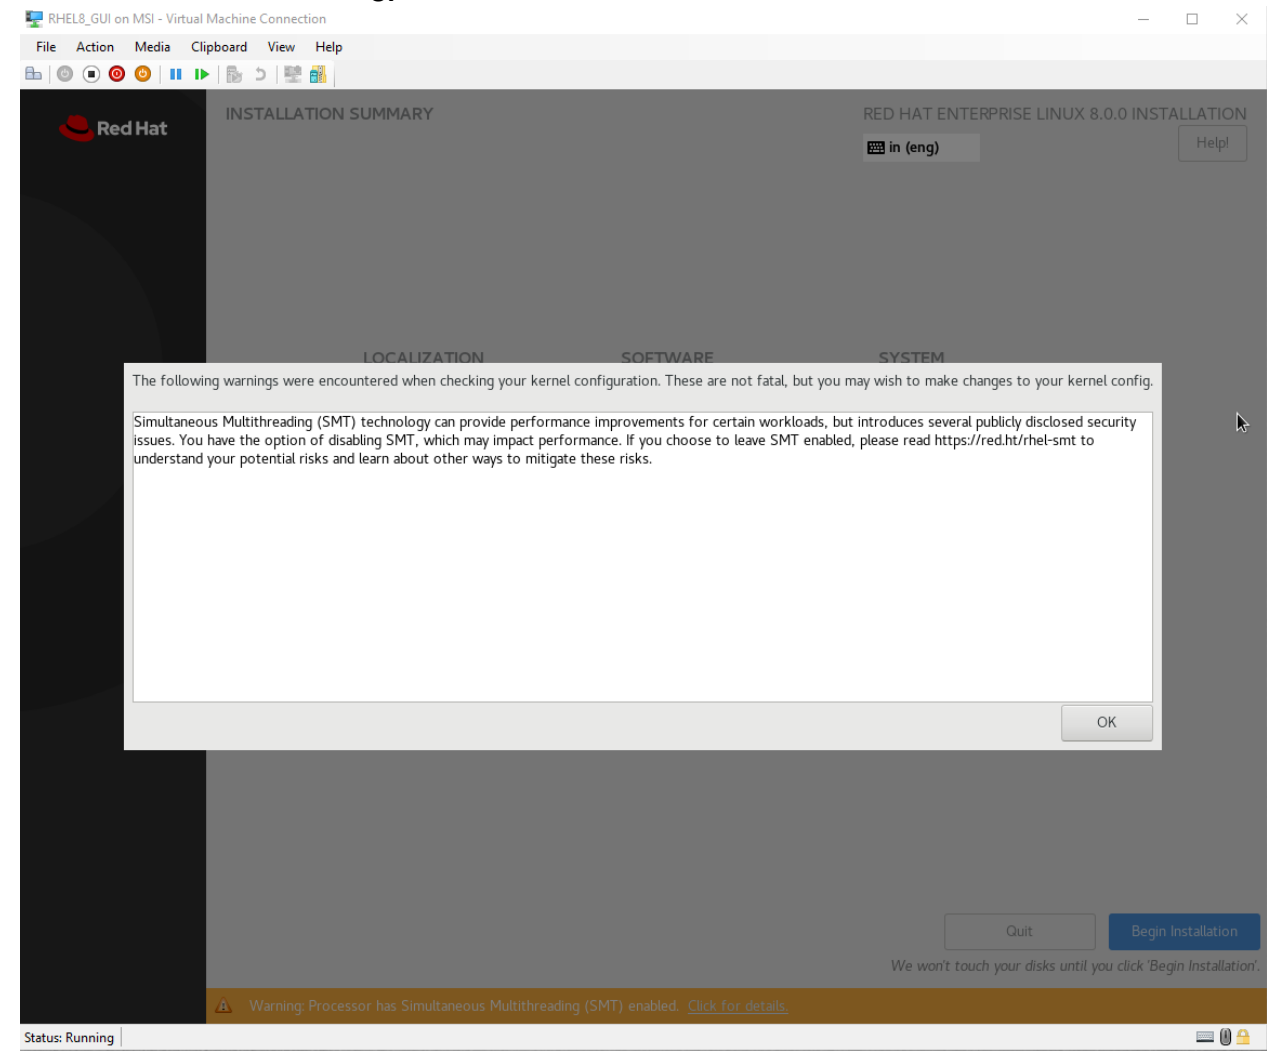 RHEL8_GUI on MSI - Virtual Machine Connection
File Action Media Clipboard View Help
Red Hat
INSTALLATION SUMMARY
RED HAT ENTERPRISE LINUX 8.0.0 INSTALLATION
in (eng)
Help!
LOCALIZATION SOFTWARE SYSTEM
The following warnings were encountered when checking your kernel configuration. These are not fatal, but you may wish to make changes to your kernel config.
Simultaneous Multithreading (SMT) technology can provide performance improvements for certain workloads, but introduces several publicly disclosed security
issues. You have the option of disabling SMT, which may impact performance. If you choose to leave SMT enabled, please read https://red.ht/rhel-smt to
understand your potential risks and learn about other ways to mitigate these risks.
OK
Quit
Begin Installation
We won't touch your disks until you click 'Begin Installation'.
Warning: Processor has Simultaneous Multithreading (SMT) enabled. Click for details.
Status: Running